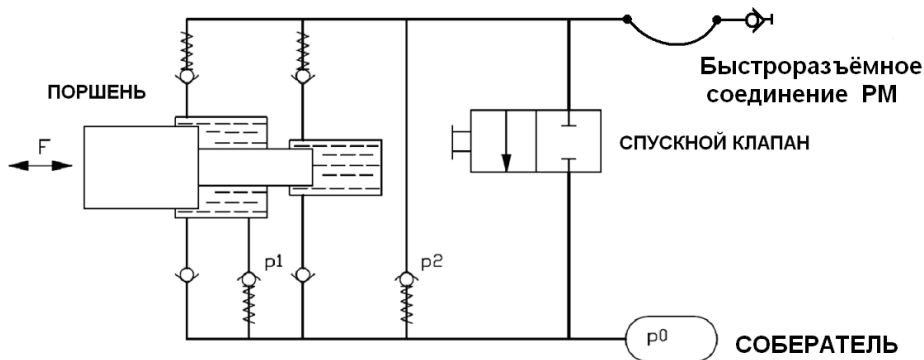 Быстроразъёмное
соединение РМ
ПОРШЕНЬ
СПУСКНОЙ КЛАПАН
F
p1
p2
p0
СОБЕРАТЕЛЬ